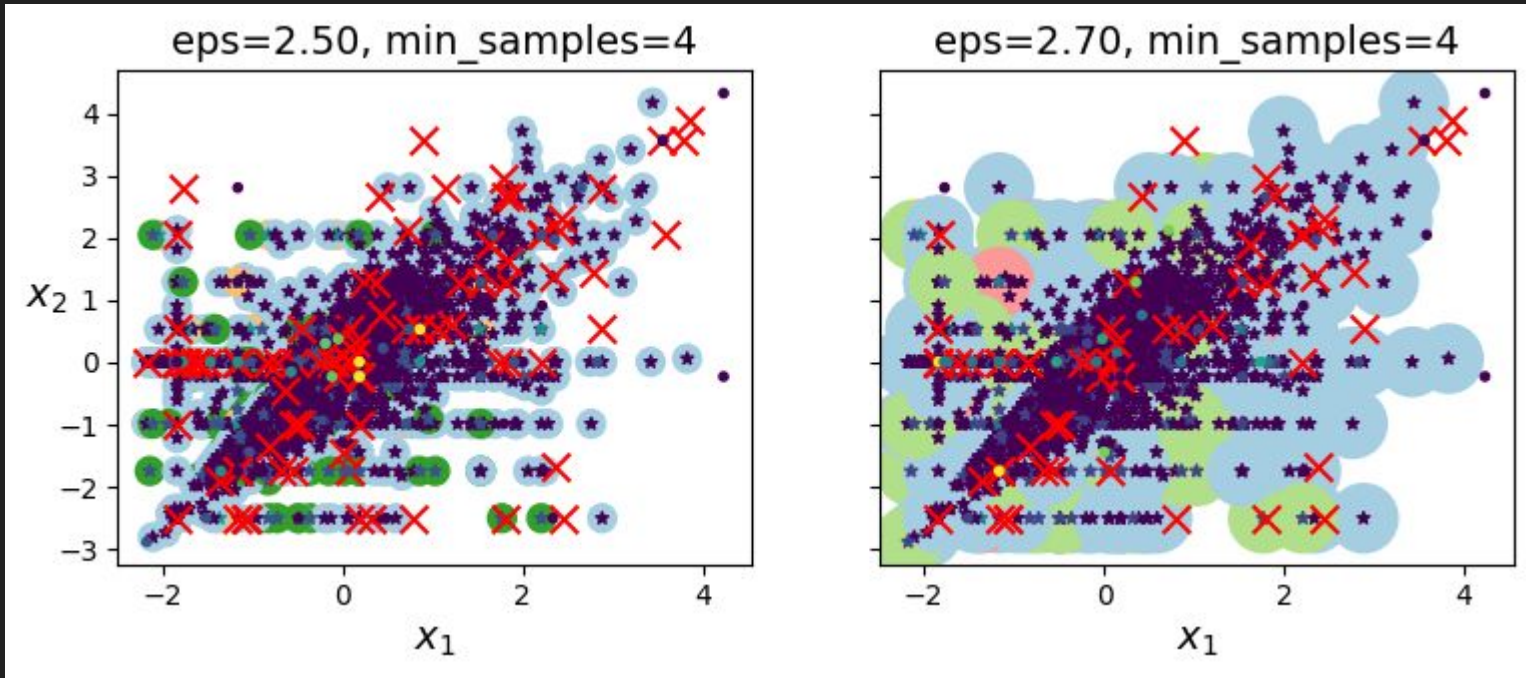 eps=2.50, min_samples=4
eps=2.70, min_samples=4
4
3
2
1
0
−1
−2
−3
x₂
−2 0 2 4
x₁
−2 0 2 4
x₁